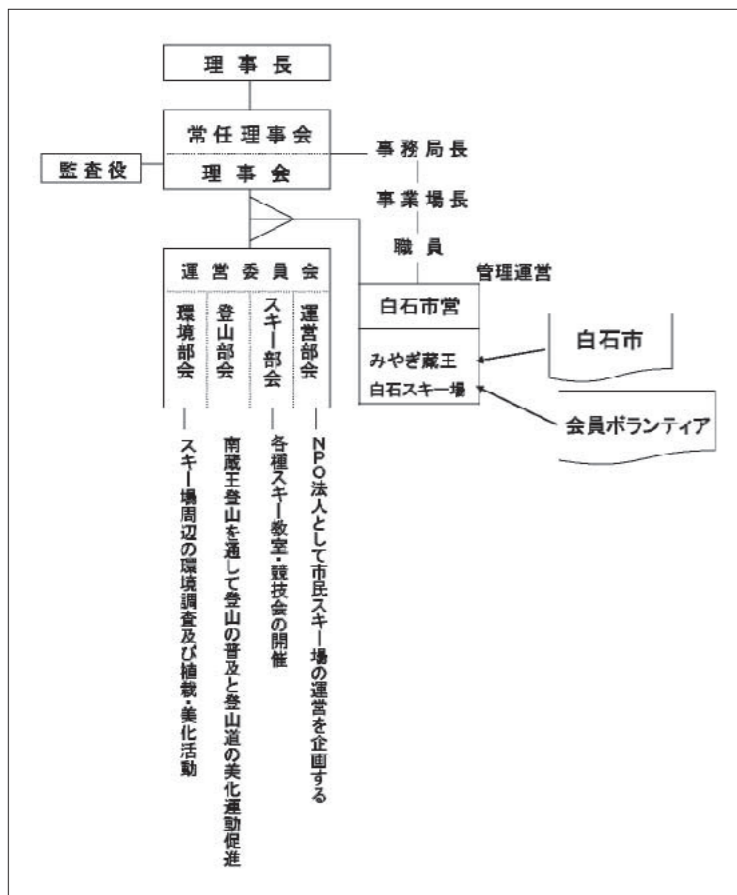 理事長
常任理事会
理事会
監査役
事務局長
事業場長
職員
管理運営
白石市営
みやぎ蔵王
白石スキー場
白石市
会員ボランティア
運営委員会
運営部会
スキー部会
登山部会
環境部会
NPO法人として市民スキー場の運営を企画する
各種スキー教室・競技会の開催
南蔵王登山を通して登山の普及と登山道の美化運動促進
スキー場周辺の環境調査及び植栽・美化活動